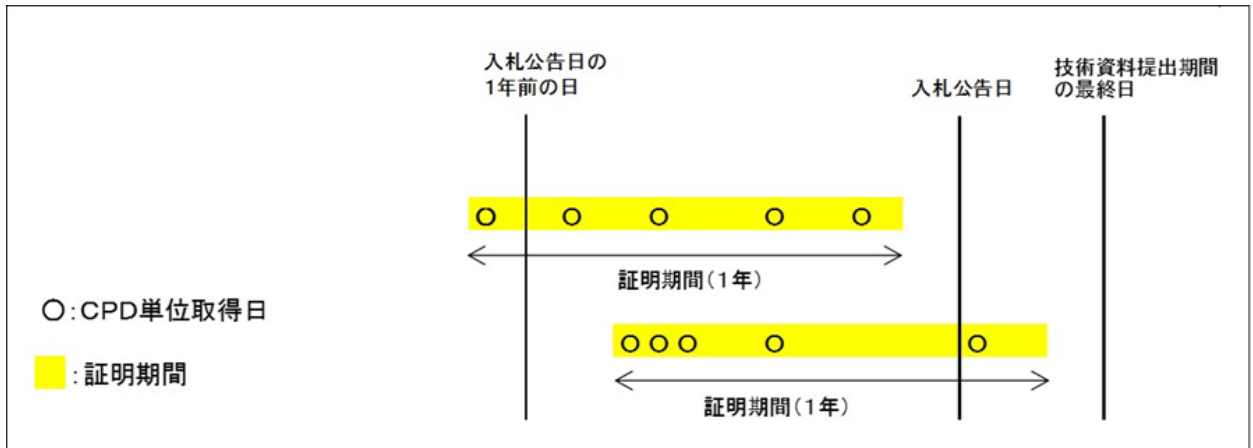 入札公告日の
1年前の日
入札公告日
技術資料提出期間
の最終日
証明期間(1年)
○:CPD単位取得日
証明期間(1年)
:証明期間